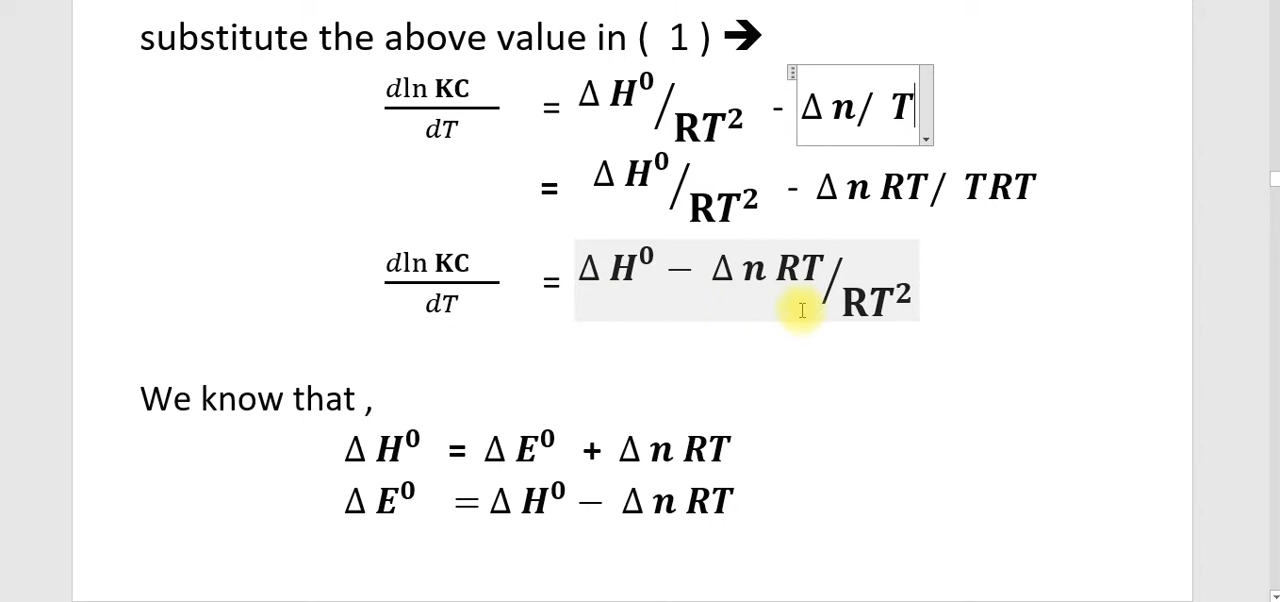 substitute the above value in ( 1 ) 🡺
dln KC / dT = Δ H⁰/RT² - Δ n/ T
= Δ H⁰/RT² - Δ n RT/ TRT
dln KC / dT = Δ H⁰ − Δ n RT/RT²
We know that ,
Δ H⁰ = Δ E⁰ + Δ n RT
Δ E⁰ = Δ H⁰ − Δ n RT